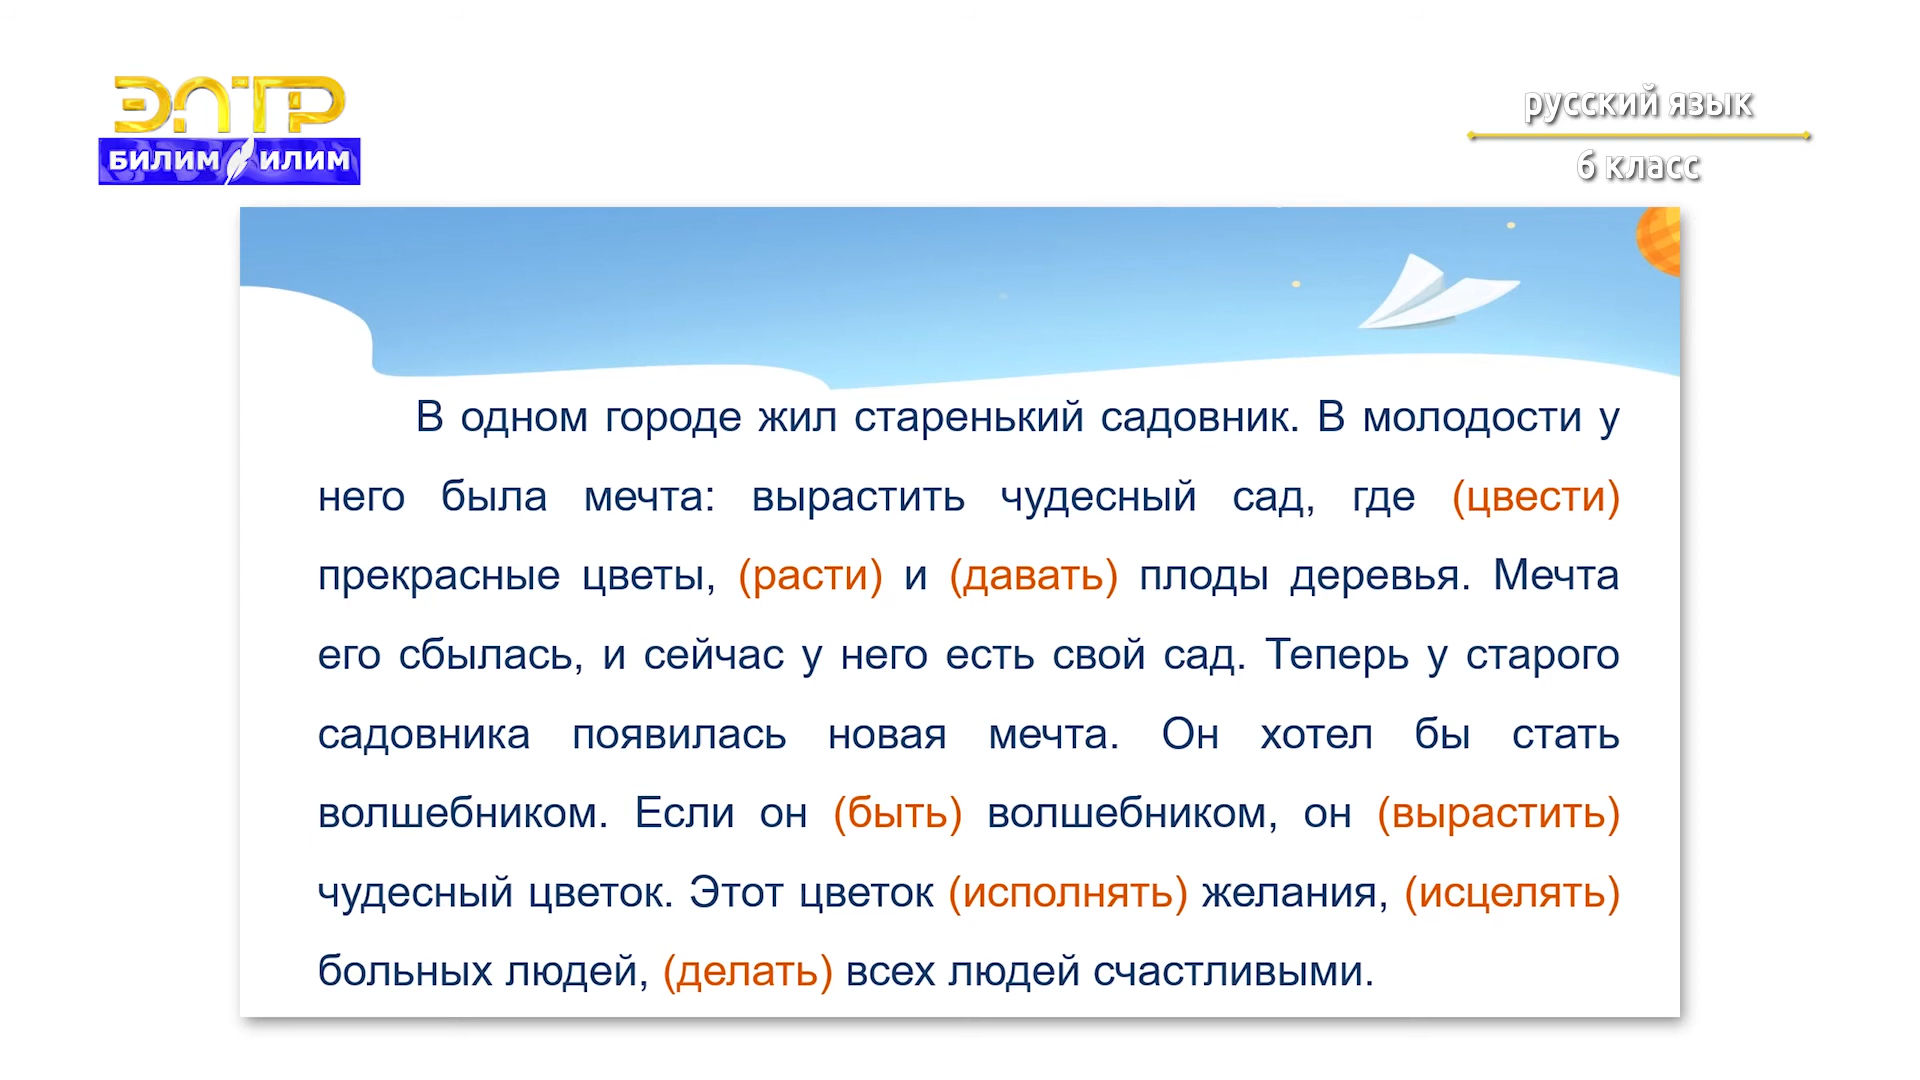 ЭЛТР
БИЛИМ ИЛИМ
русский язык
6 класс
В одном городе жил старенький садовник. В молодости у
него была мечта: вырастить чудесный сад, где (цвести)
прекрасные цветы, (расти) и (давать) плоды деревья. Мечта
его сбылась, и сейчас у него есть свой сад. Теперь у старого
садовника появилась новая мечта. Он хотел бы стать
волшебником. Если он (быть) волшебником, он (вырастить)
чудесный цветок. Этот цветок (исполнять) желания, (исцелять)
больных людей, (делать) всех людей счастливыми.